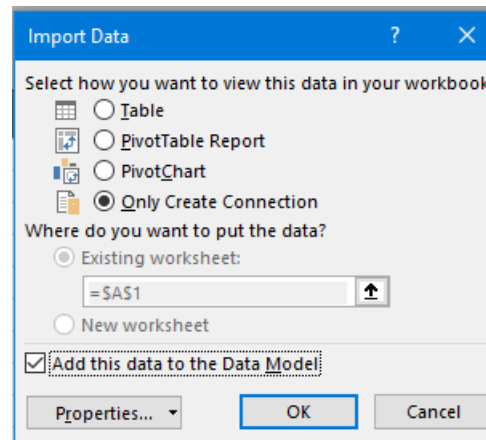 Import Data ?
Select how you want to view this data in your workbook
Table
PivotTable Report
PivotChart
Only Create Connection
Where do you want to put the data?
Existing worksheet:
=$A$1
New worksheet
Add this data to the Data Model
Properties... OK Cancel